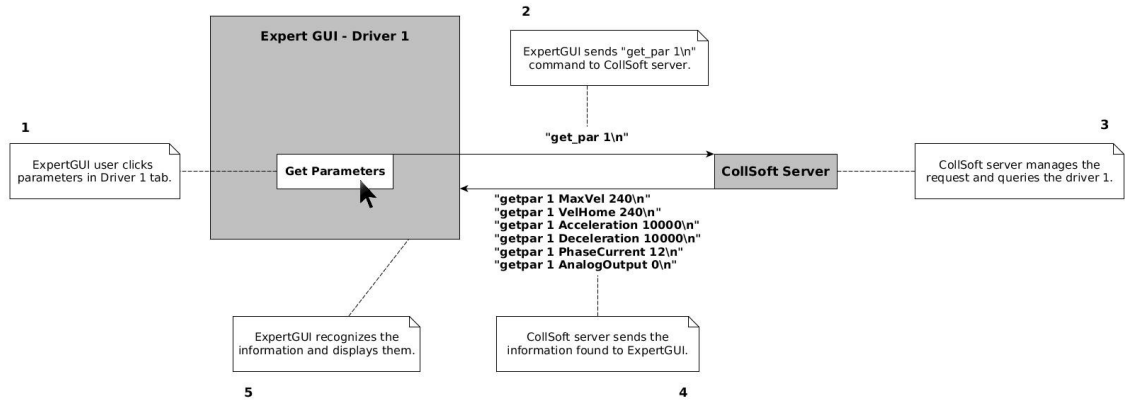 2
Expert GUI - Driver 1
ExpertGUI sends "get_par 1\n"
command to CollSoft server.
1
"get_par 1\n"
3
ExpertGUI user clicks
parameters in Driver 1 tab.
Get Parameters
CollSoft Server
CollSoft server manages the
request and queries the driver 1.
"getpar 1 MaxVel 240\n"
"getpar 1 VelHome 240\n"
"getpar 1 Acceleration 10000\n"
"getpar 1 Deceleration 10000\n"
"getpar 1 PhaseCurrent 12\n"
"getpar 1 AnalogOutput 0\n"
ExpertGUI recognizes the
information and displays them.
CollSoft server sends the
information found to ExpertGUI.
5
4